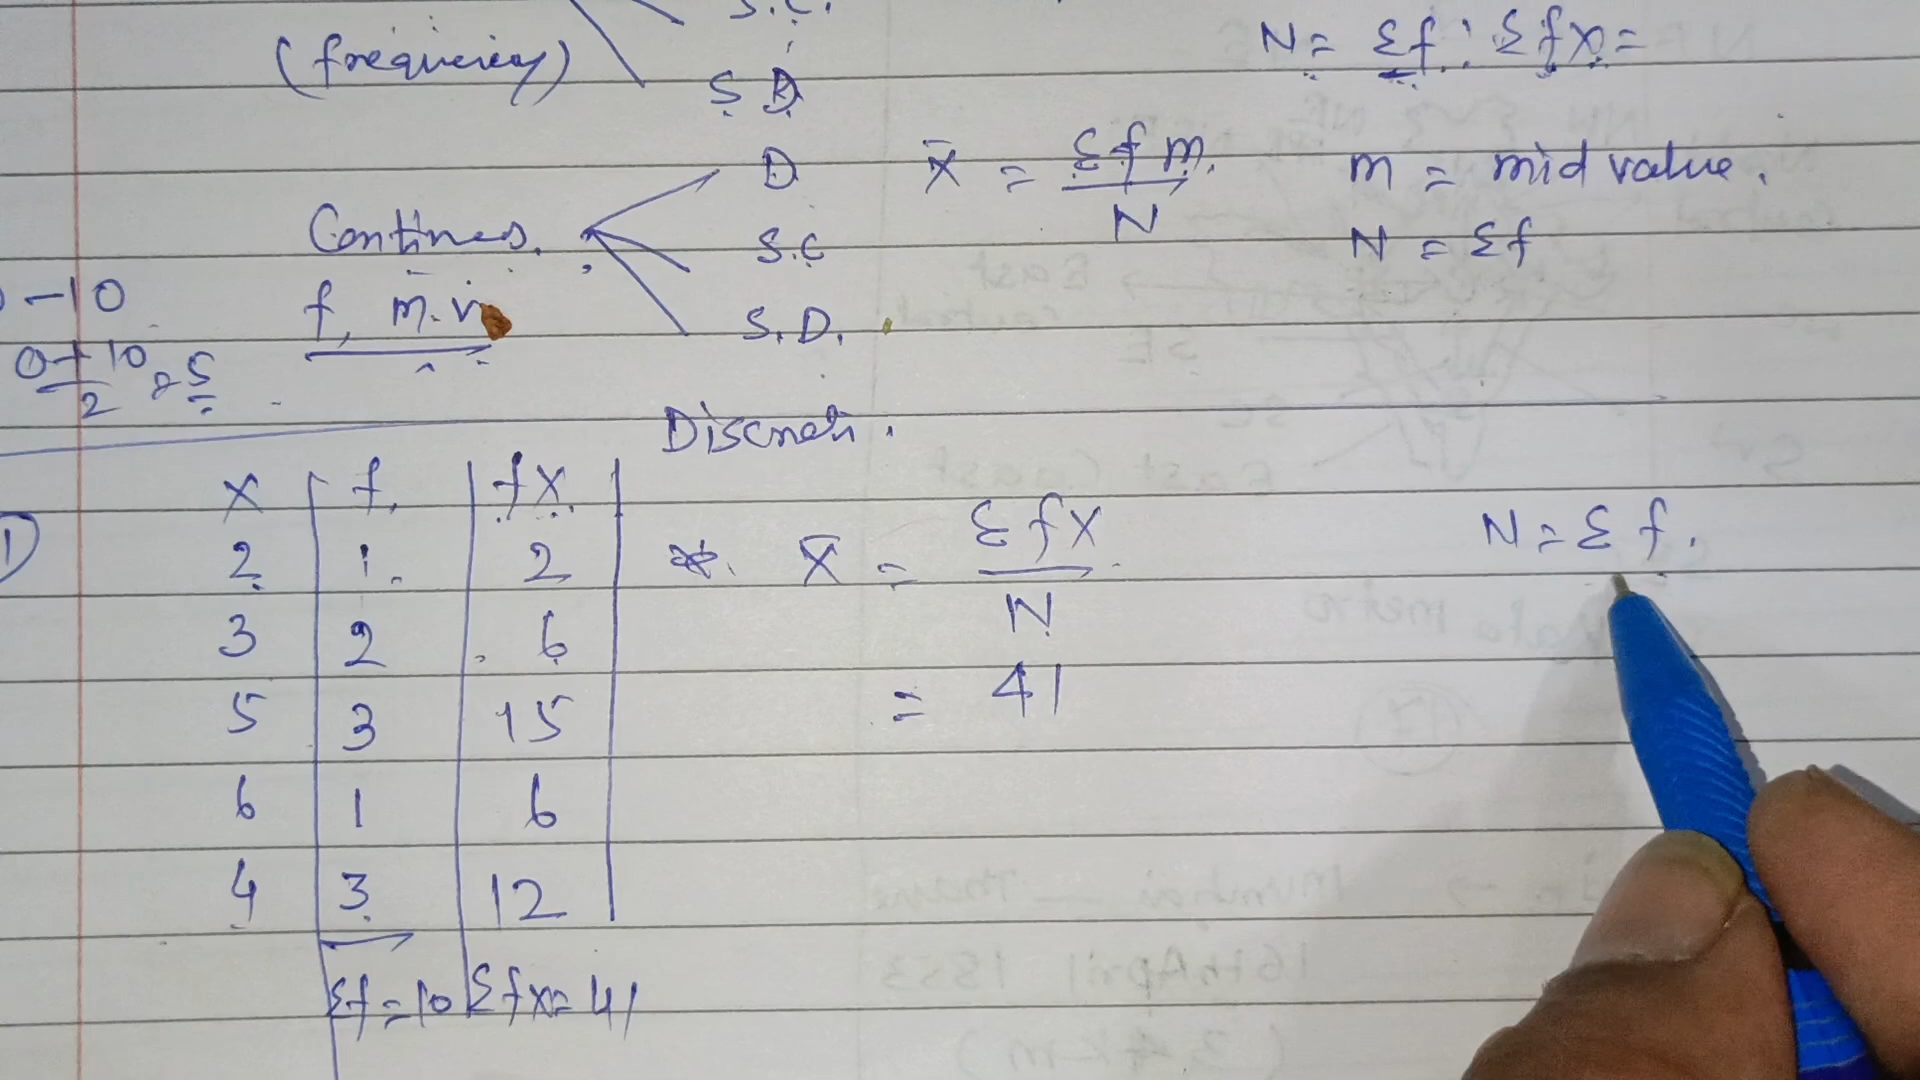 S.C.
(frequency)
S D
N = Σf : Σfx =
D
x̄ = Σfm. / N
m = mid value.
Continues.
S.C
N = Σf
-10
f, m.v
S.D.
0+10 / 2 = 5
Discrete.
1)
x f. fx.
2 1. 2
3 2 6
5 3 15
6 1 6
4 3 12
Σf=10 Σfx=41
*. x̄ = Σfx / N
N = Σf.
= 41